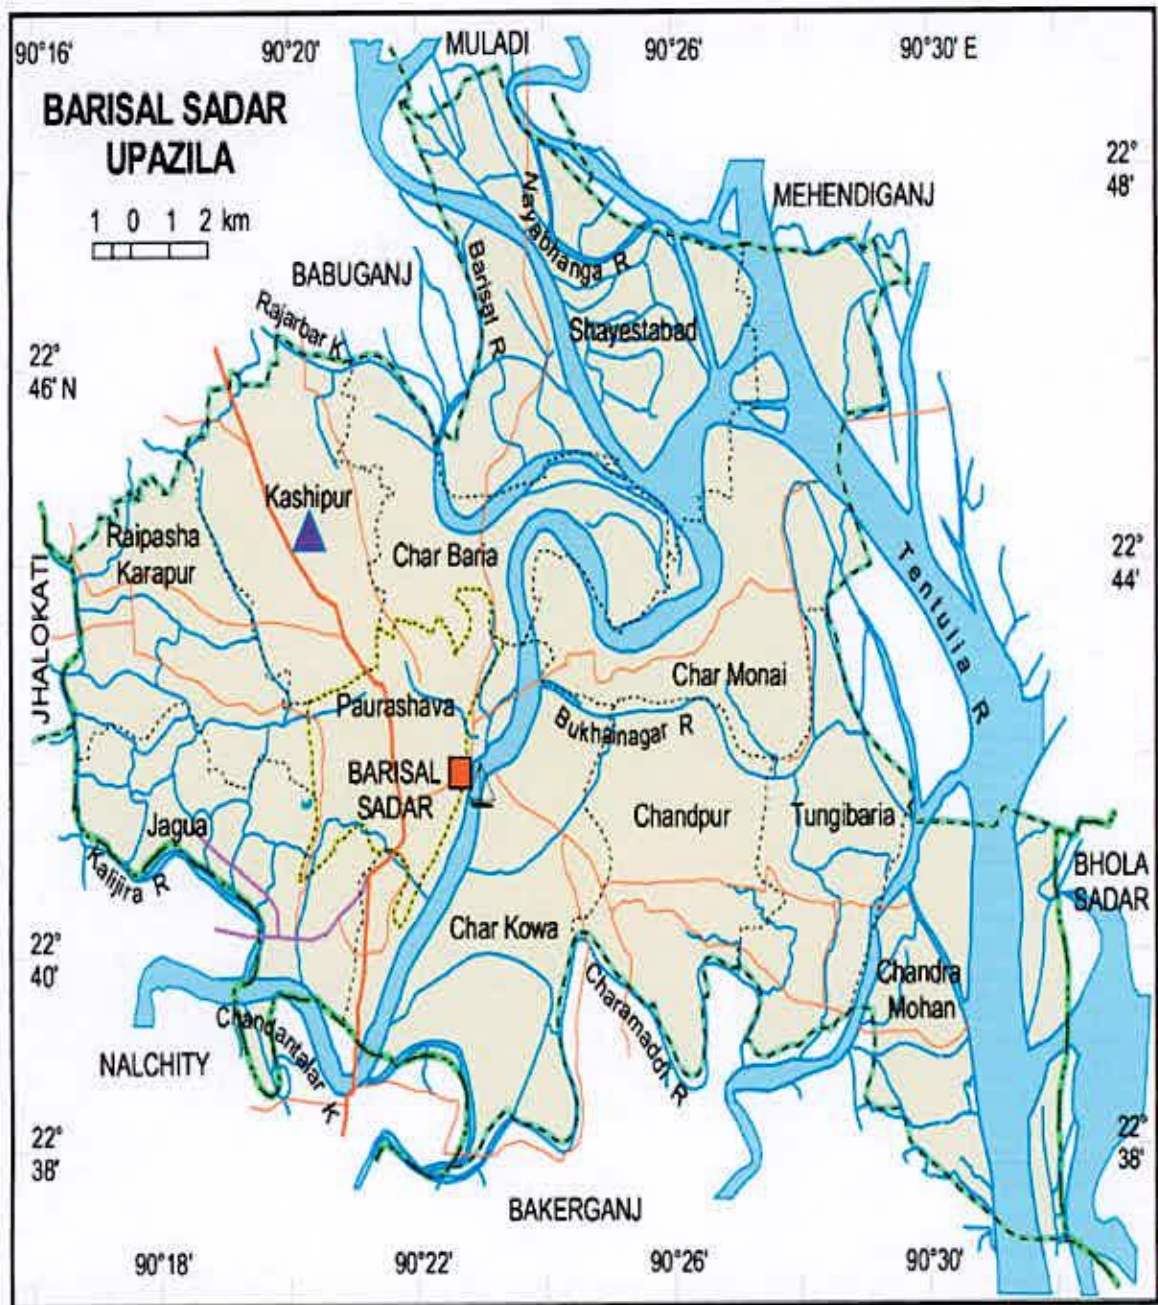 90°16'
90°20'
MULADI
90°26'
90°30' E
BARISAL SADAR
UPAZILA
1 0 1 2 km
22°
48'
MEHENDIGANJ
Nayabhanga R
Barisal R
BABUGANJ
Rajarbar K
Shayestabad
22°
46' N
Kashipur
Raipasha
Karapur
Char Baria
22°
44'
Tentulia R
JHALOKATI
Char Monai
Paurashava
Bukhainagar R
BARISAL
SADAR
Chandpur
Tungibaria
Jagua
Kalijira R
BHOLA
SADAR
Char Kowa
22°
40'
Chandra
Mohan
Charamaddi R
Chandantalar K
NALCHITY
22°
38'
22°
38'
BAKERGANJ
90°18'
90°22'
90°26'
90°30'